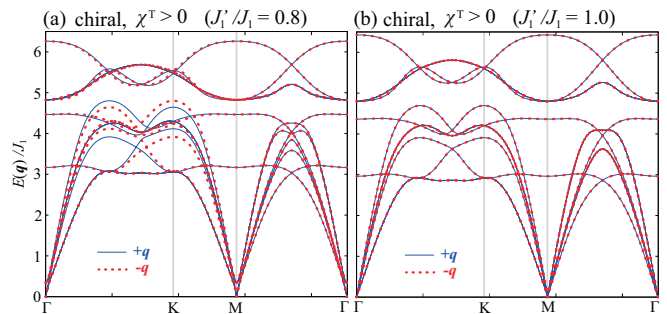 (a) chiral, χᵀ > 0 (J₁'/J₁ = 0.8)
(b) chiral, χᵀ > 0 (J₁'/J₁ = 1.0)
E(q)/J₁
6
5
4
3
2
1
0
+q
-q
Γ K M Γ
+q
-q
Γ K M Γ